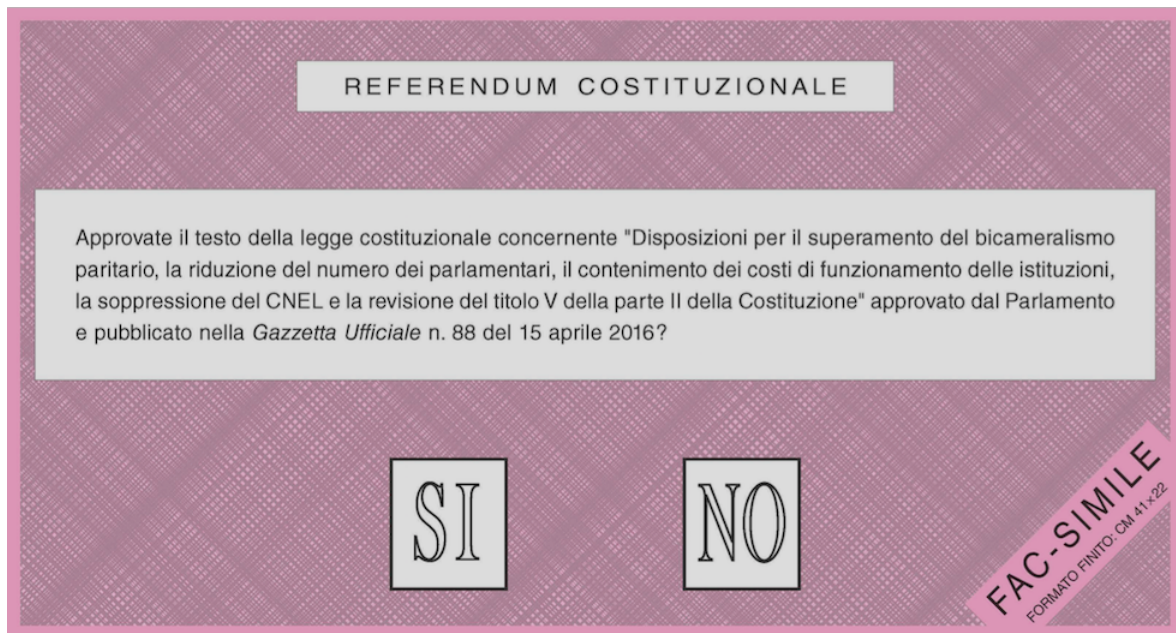 REFERENDUM COSTITUZIONALE
Approvate il testo della legge costituzionale concernente "Disposizioni per il superamento del bicameralismo
paritario, la riduzione del numero dei parlamentari, il contenimento dei costi di funzionamento delle istituzioni,
la soppressione del CNEL e la revisione del titolo V della parte II della Costituzione" approvato dal Parlamento
e pubblicato nella Gazzetta Ufficiale n. 88 del 15 aprile 2016?
SI
NO
FAC-SIMILE
FORMATO FINITO: CM 41×22